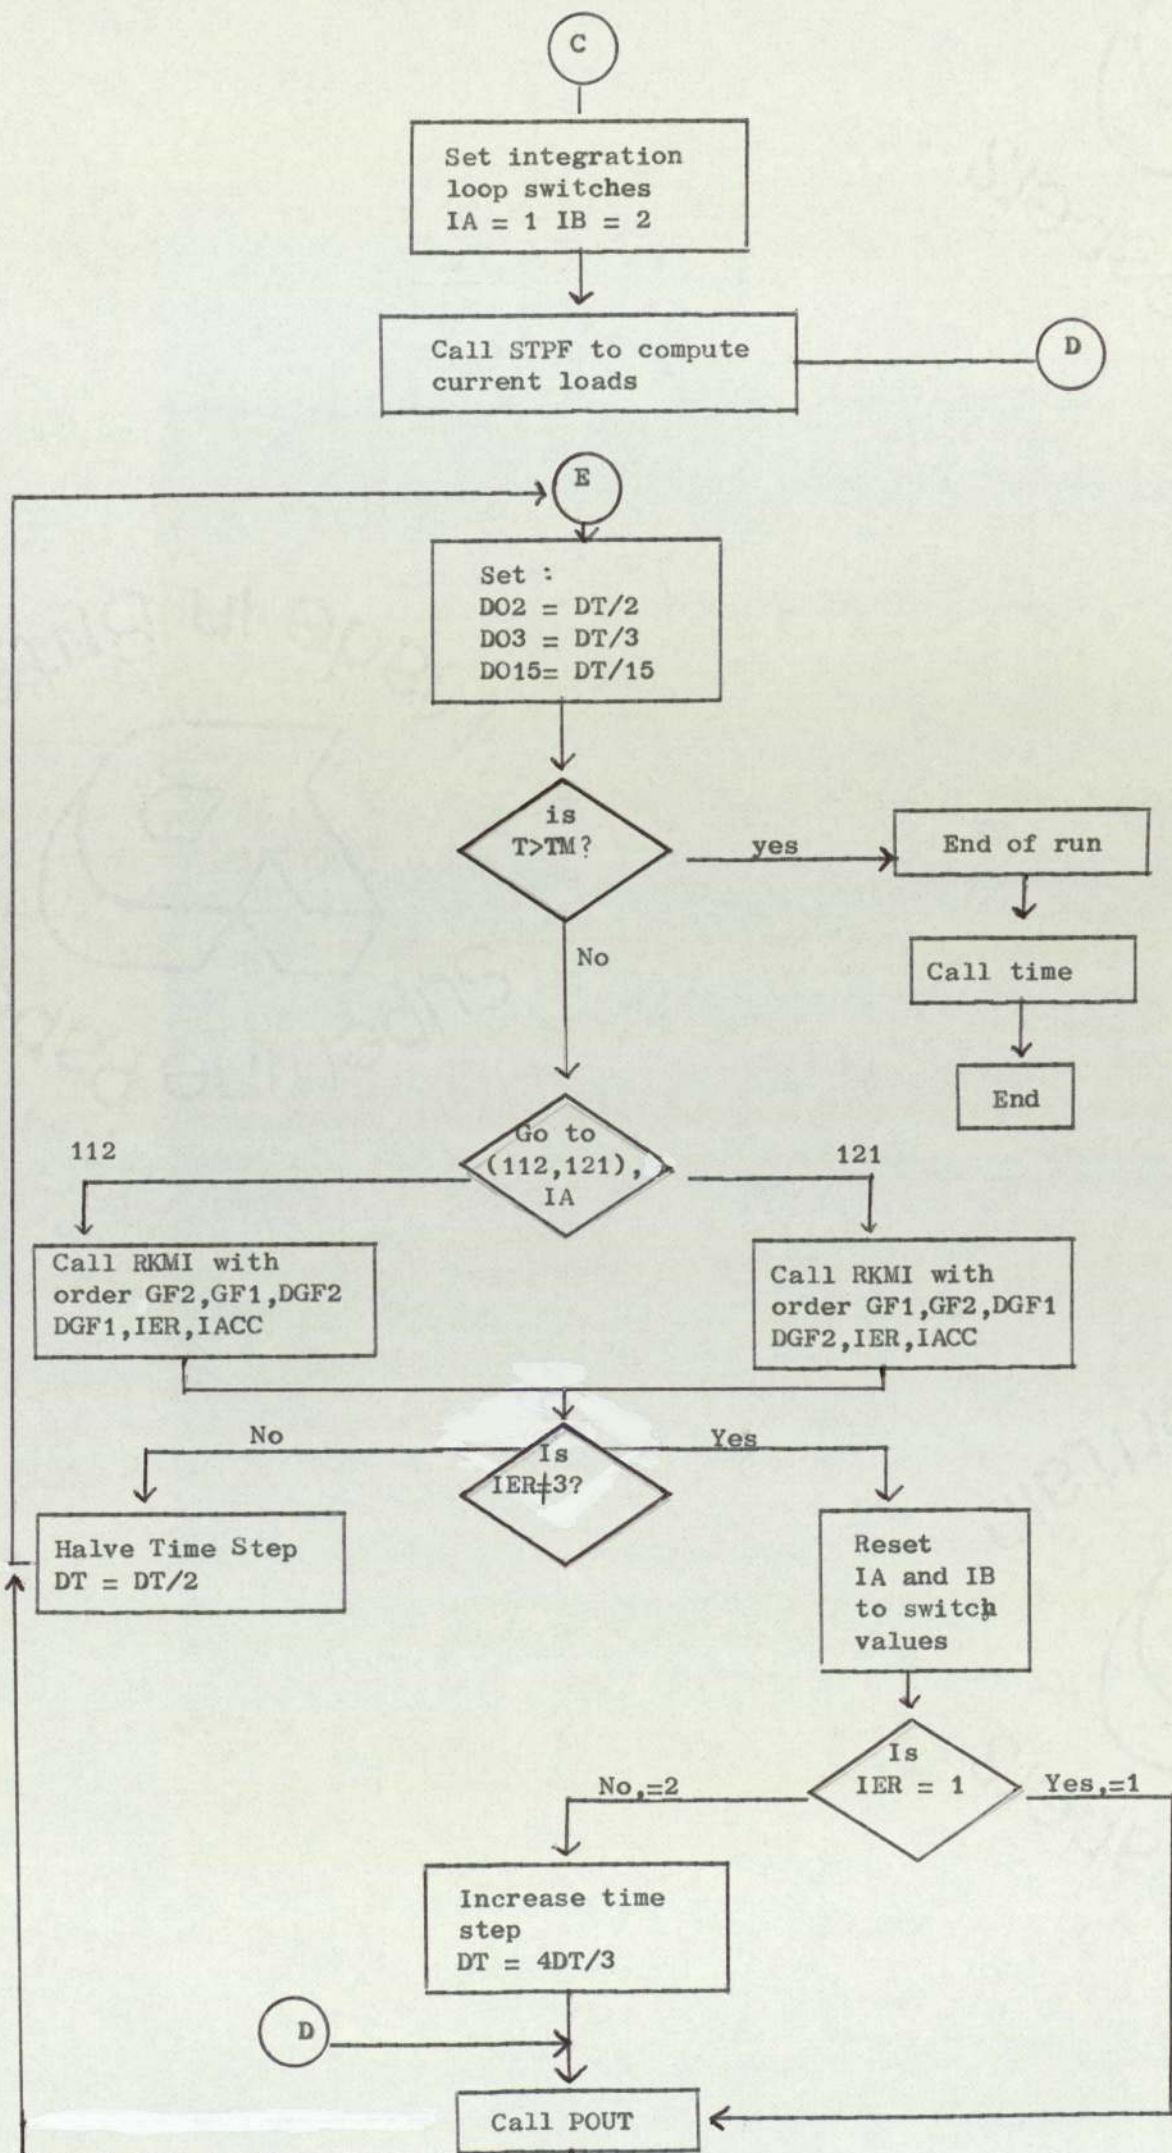 C
Set integration
loop switches
IA = 1 IB = 2
Call STPF to compute
current loads
D
E
Set :
DO2 = DT/2
DO3 = DT/3
DO15= DT/15
is
T>TM?
yes
End of run
No
Call time
End
Go to
(112,121),
IA
112
121
Call RKMI with
order GF2,GF1,DGF2
DGF1,IER,IACC
Call RKMI with
order GF1,GF2,DGF1
DGF2,IER,IACC
No
Is
IER≠3?
Yes
Halve Time Step
DT = DT/2
Reset
IA and IB
to switch
values
Is
IER = 1
No,=2
Yes,=1
Increase time
step
DT = 4DT/3
D
Call POUT